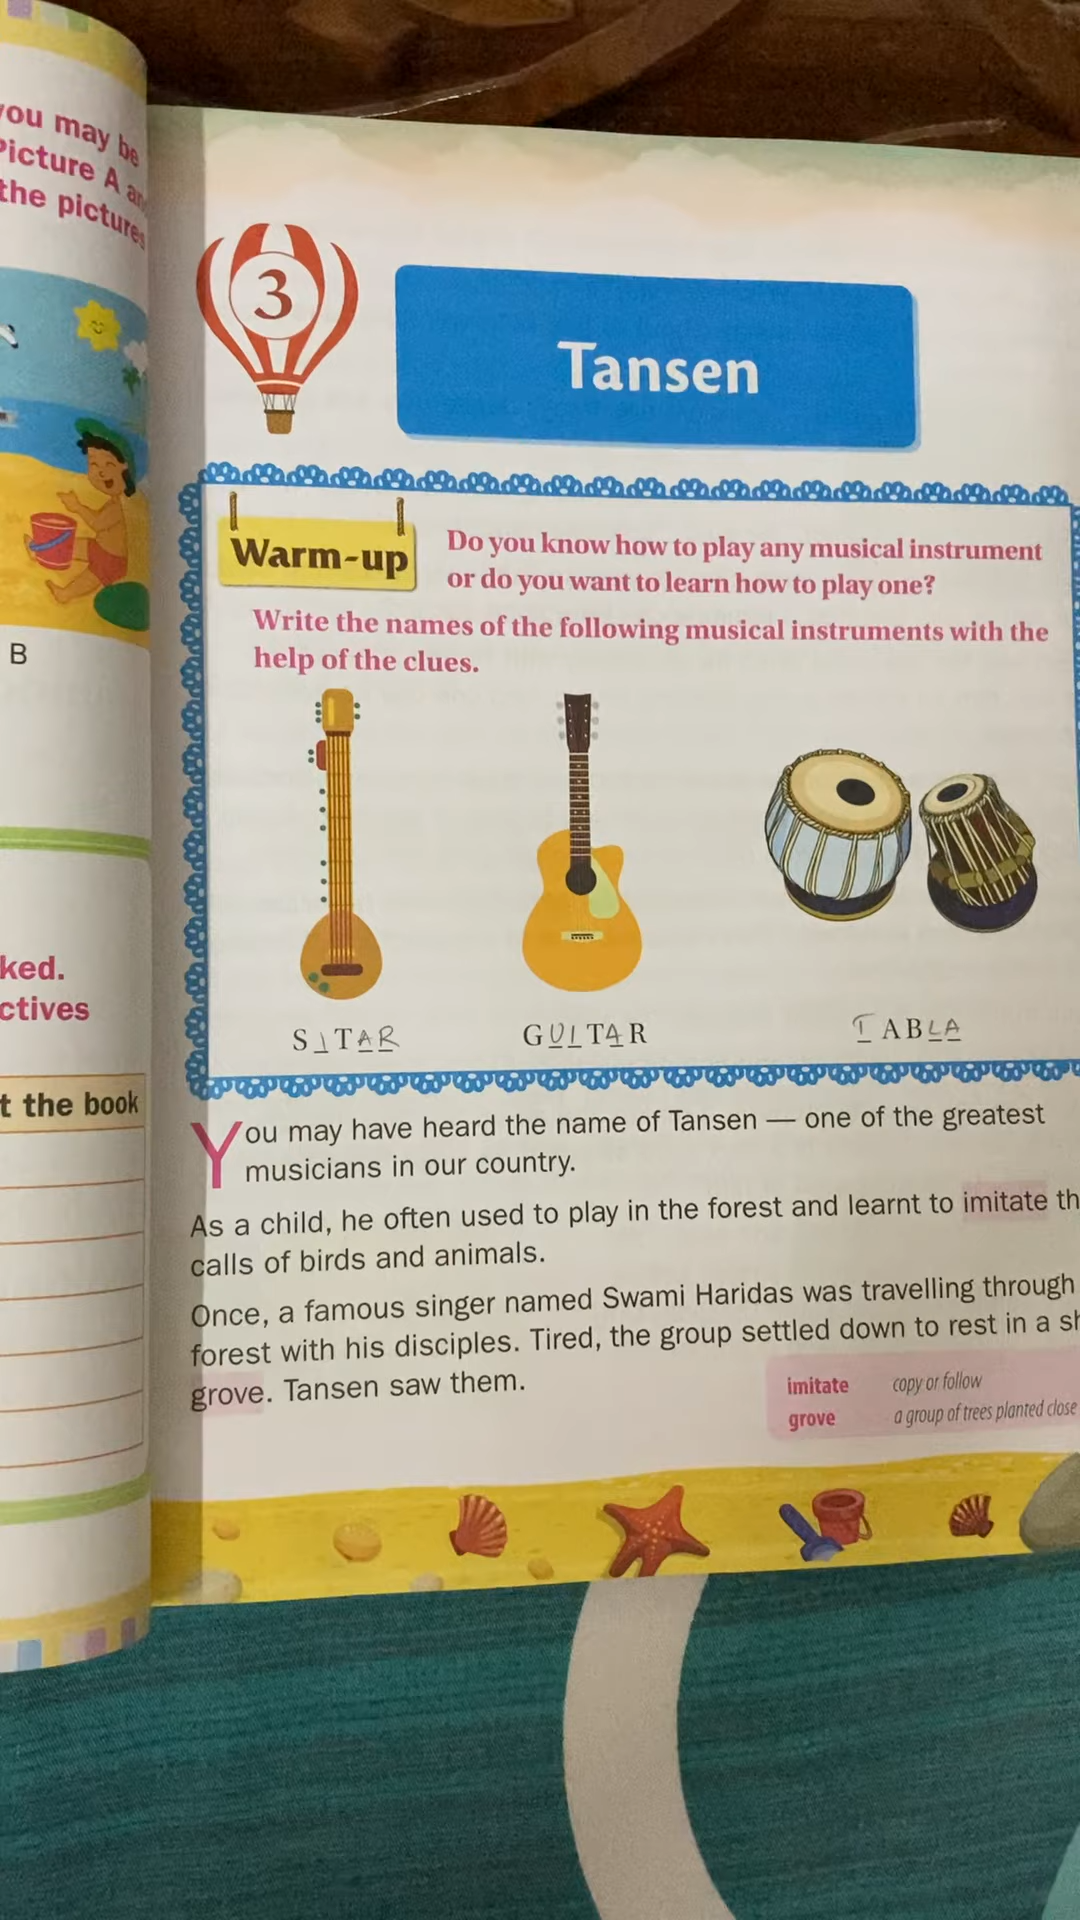 you may be
Picture A
the pictures
B
ked.
ctives
t the book
3
Tansen
Warm-up
Do you know how to play any musical instrument
or do you want to learn how to play one?
Write the names of the following musical instruments with the
help of the clues.
SITAR GUITAR TABLA
You may have heard the name of Tansen — one of the greatest
musicians in our country.
As a child, he often used to play in the forest and learnt to imitate th
calls of birds and animals.
Once, a famous singer named Swami Haridas was travelling through
forest with his disciples. Tired, the group settled down to rest in a sh
grove. Tansen saw them.
imitate copy or follow
grove a group of trees planted close